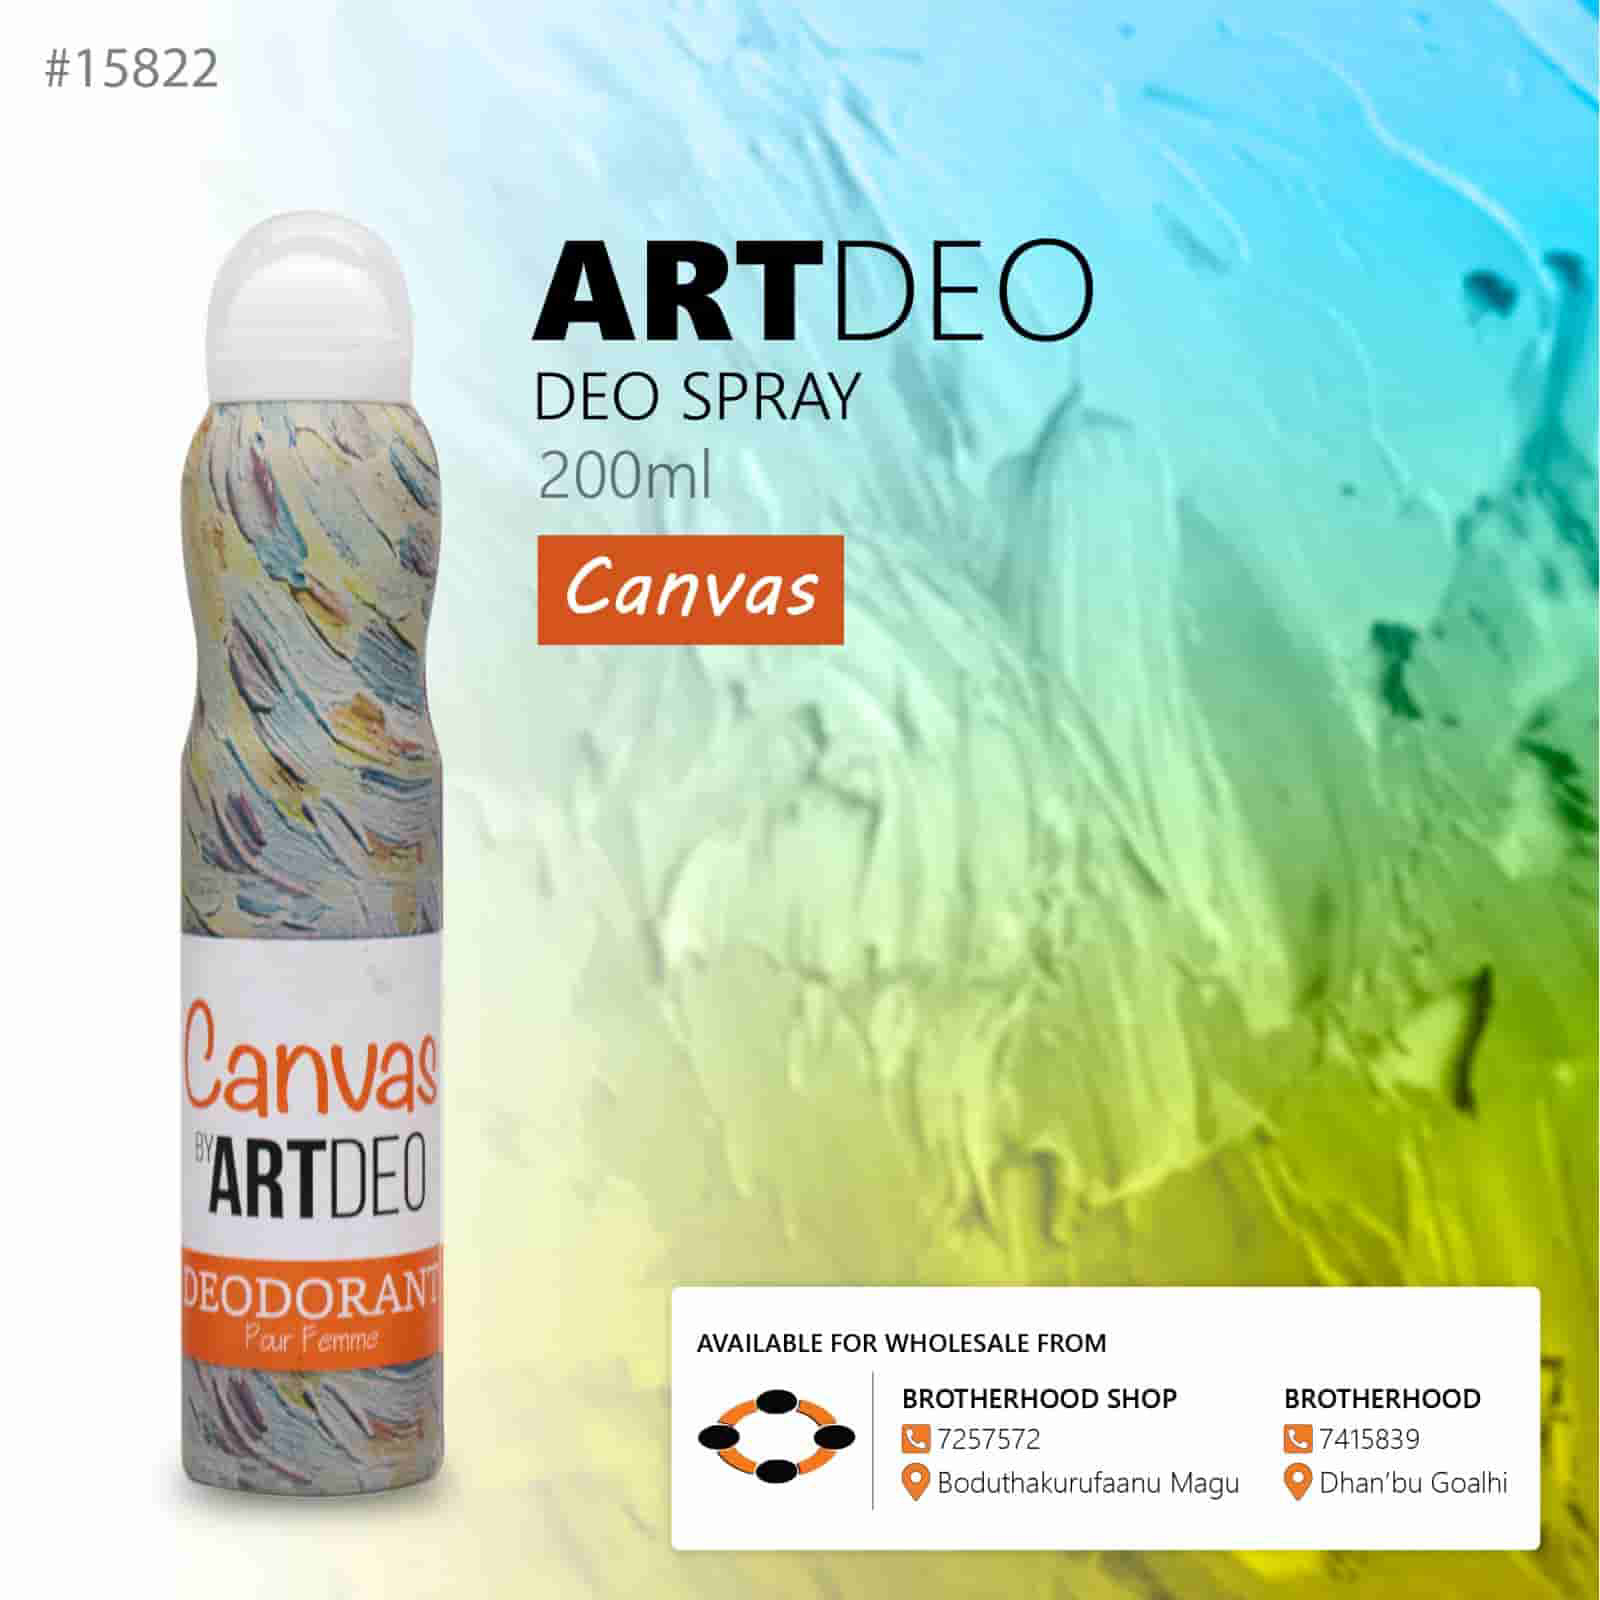 #15822
ARTDEO
DEO SPRAY
200ml
Canvas
Canvas
BY ARTDEO
DEODORANT
Pour Femme
AVAILABLE FOR WHOLESALE FROM
BROTHERHOOD SHOP
7257572
Boduthakurufaanu Magu
BROTHERHOOD
7415839
Dhan'bu Goalhi